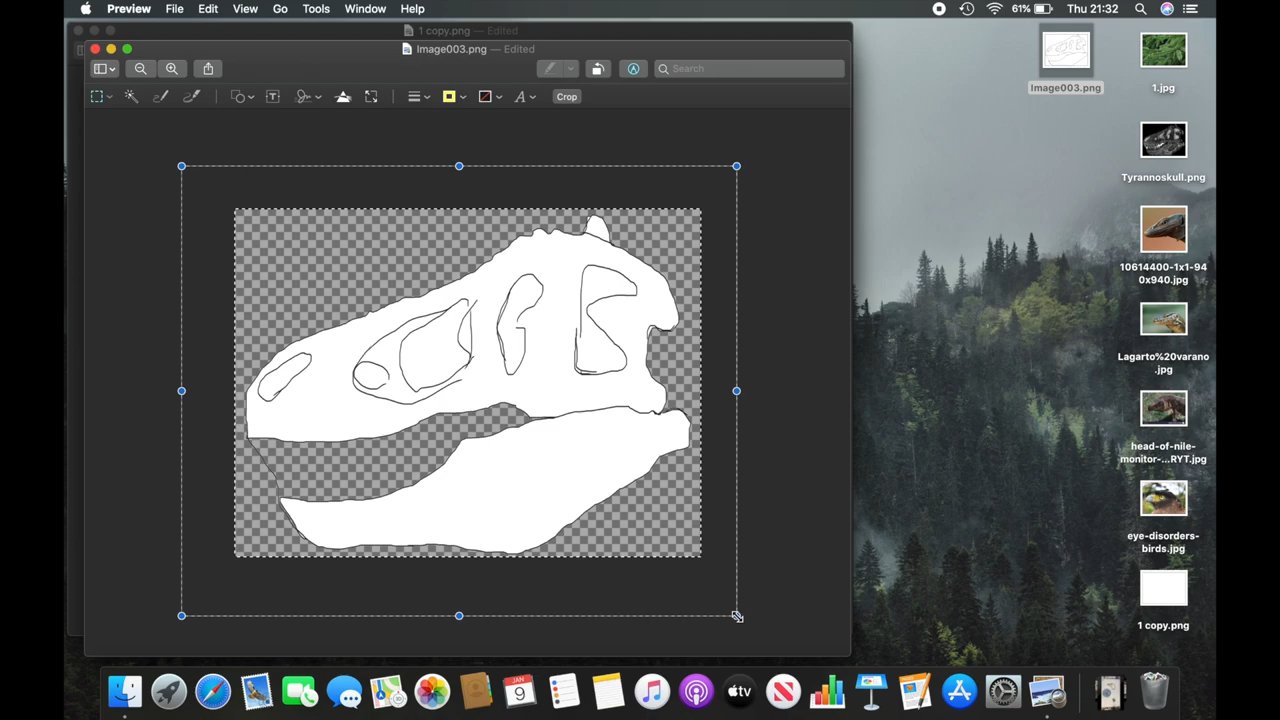 Preview File Edit View Go Tools Window Help 61% Thu 21:32
1 copy.png — Edited
Image003.png — Edited
Search
T A Crop
Image003.png
1.jpg
Tyrannoskull.png
10614400-1x1-94
0x940.jpg
Lagarto%20varano
.jpg
head-of-nile-
monitor-...RYT.jpg
eye-disorders-
birds.jpg
1 copy.png
JAN
9
tv